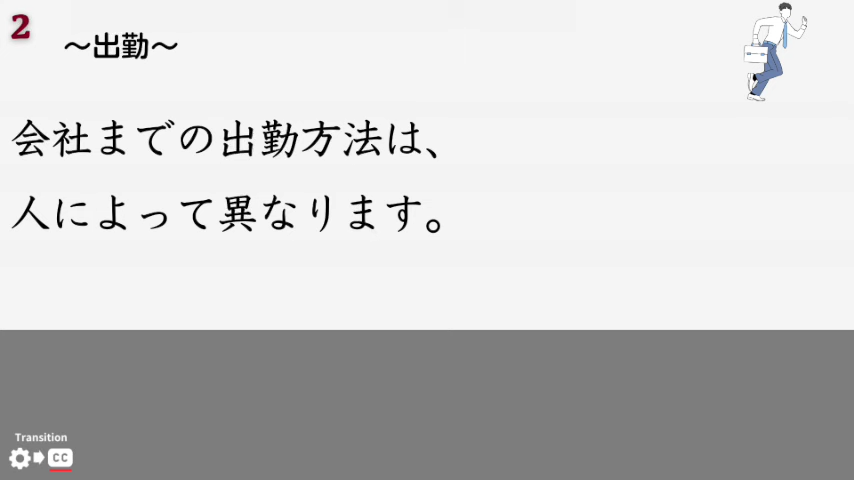 2
～出勤～
会社までの出勤方法は、
人によって異なります。
Transition
CC